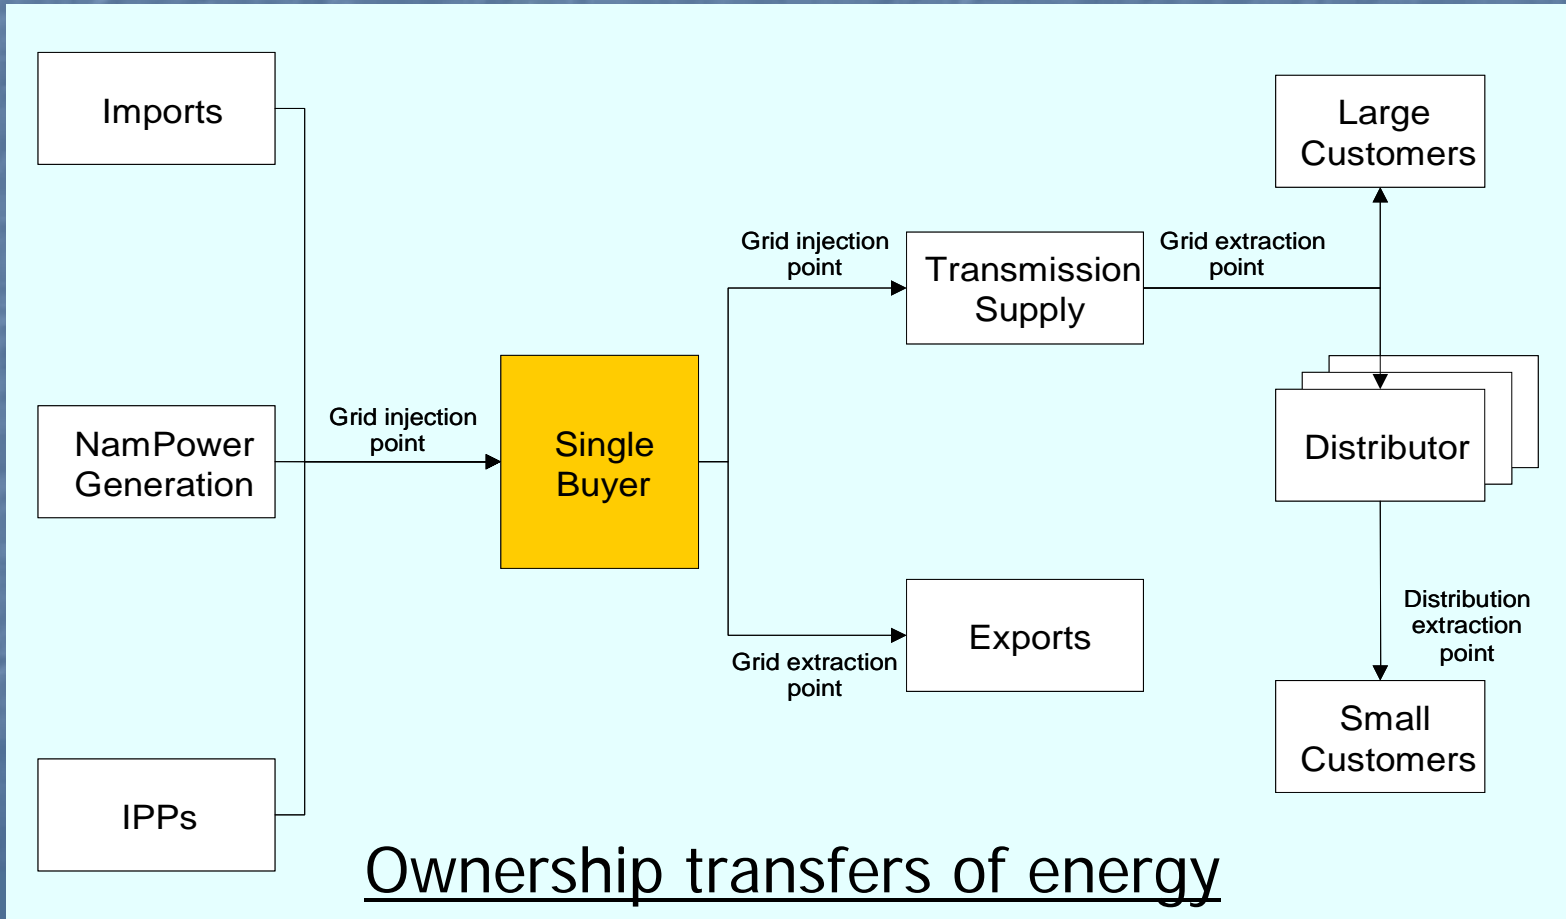 Imports
NamPower
Generation
IPPs
Grid injection
point
Single
Buyer
Grid injection
point
Transmission
Supply
Grid extraction
point
Large
Customers
Distributor
Distribution
extraction
point
Small
Customers
Exports
Grid extraction
point
Ownership transfers of energy